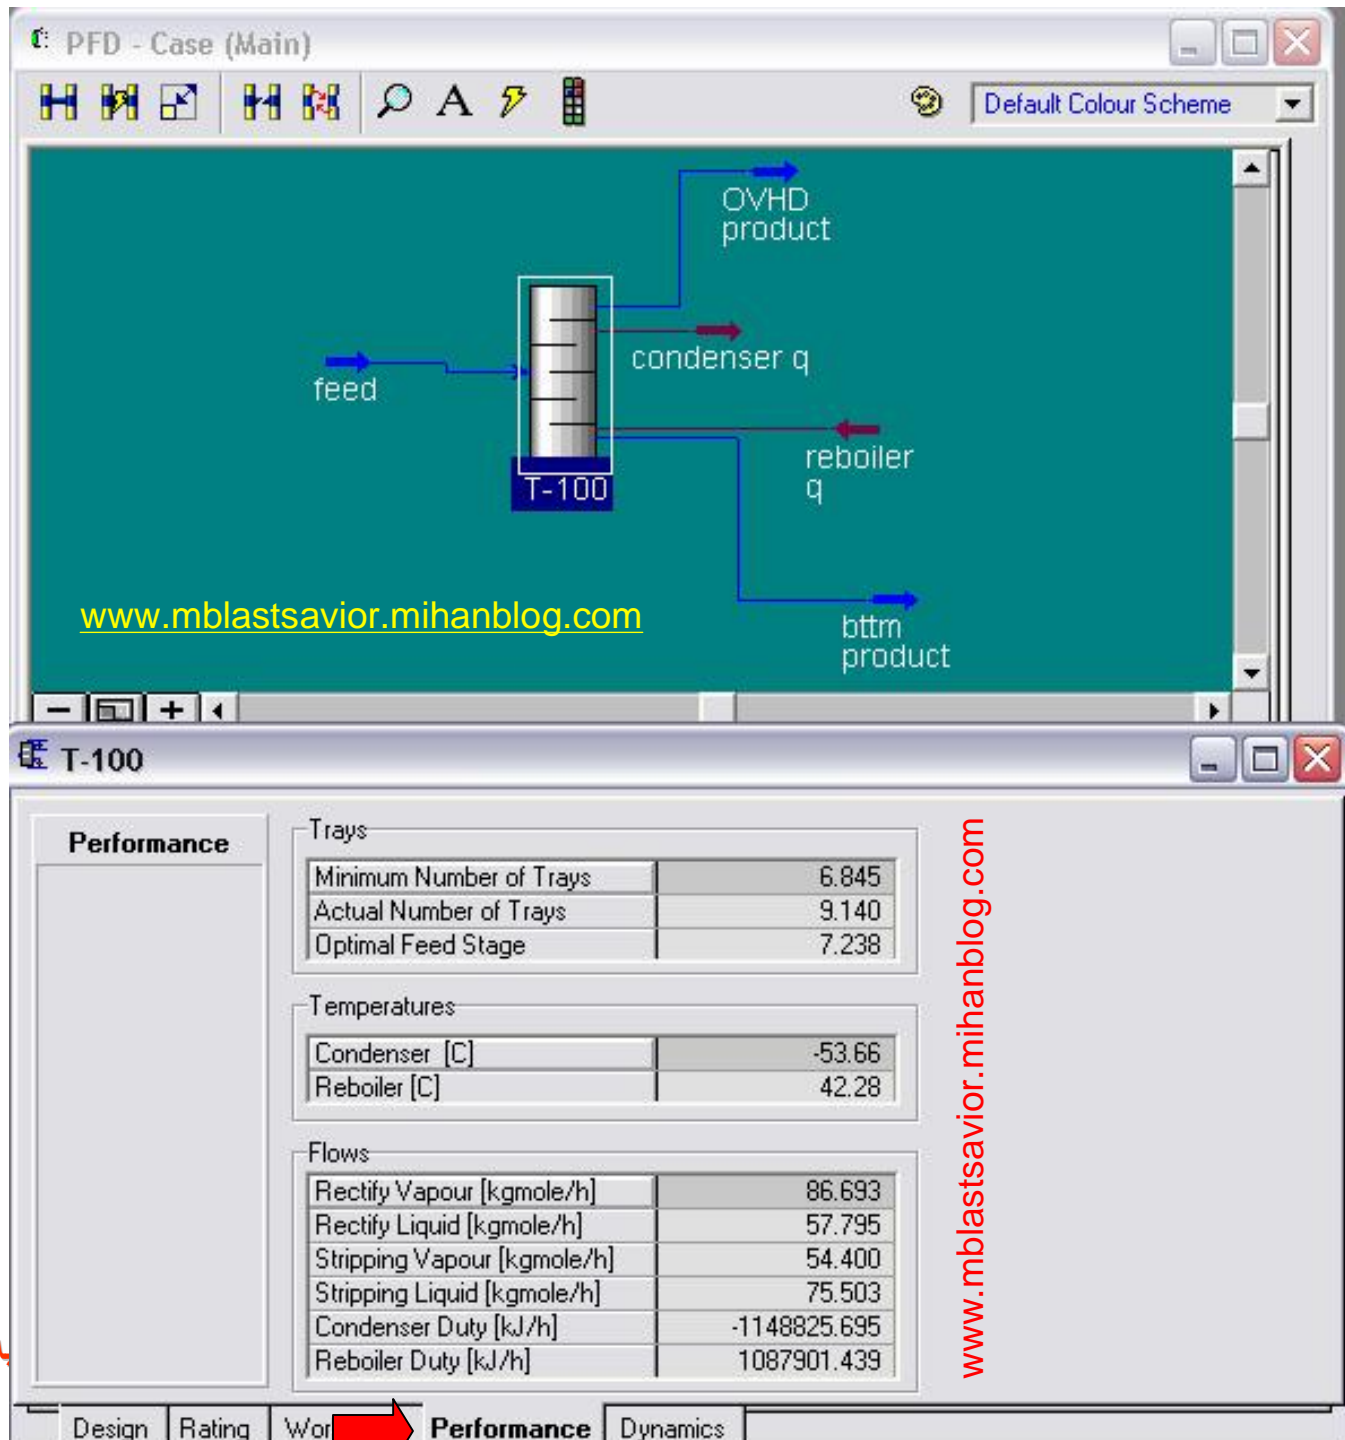 PFD - Case (Main)
A
Default Colour Scheme
OVHD
product
condenser q
feed
reboiler
q
T-100
www.mblastsavior.mihanblog.com
bttm
product
T-100
Performance
Trays
Minimum Number of Trays 6.845
Actual Number of Trays 9.140
Optimal Feed Stage 7.238
Temperatures
Condenser [C] -53.66
Reboiler [C] 42.28
Flows
Rectify Vapour [kgmole/h] 86.693
Rectify Liquid [kgmole/h] 57.795
Stripping Vapour [kgmole/h] 54.400
Stripping Liquid [kgmole/h] 75.503
Condenser Duty [kJ/h] -1148825.695
Reboiler Duty [kJ/h] 1087901.439
www.mblastsavior.mihanblog.com
Design Rating Performance Dynamics